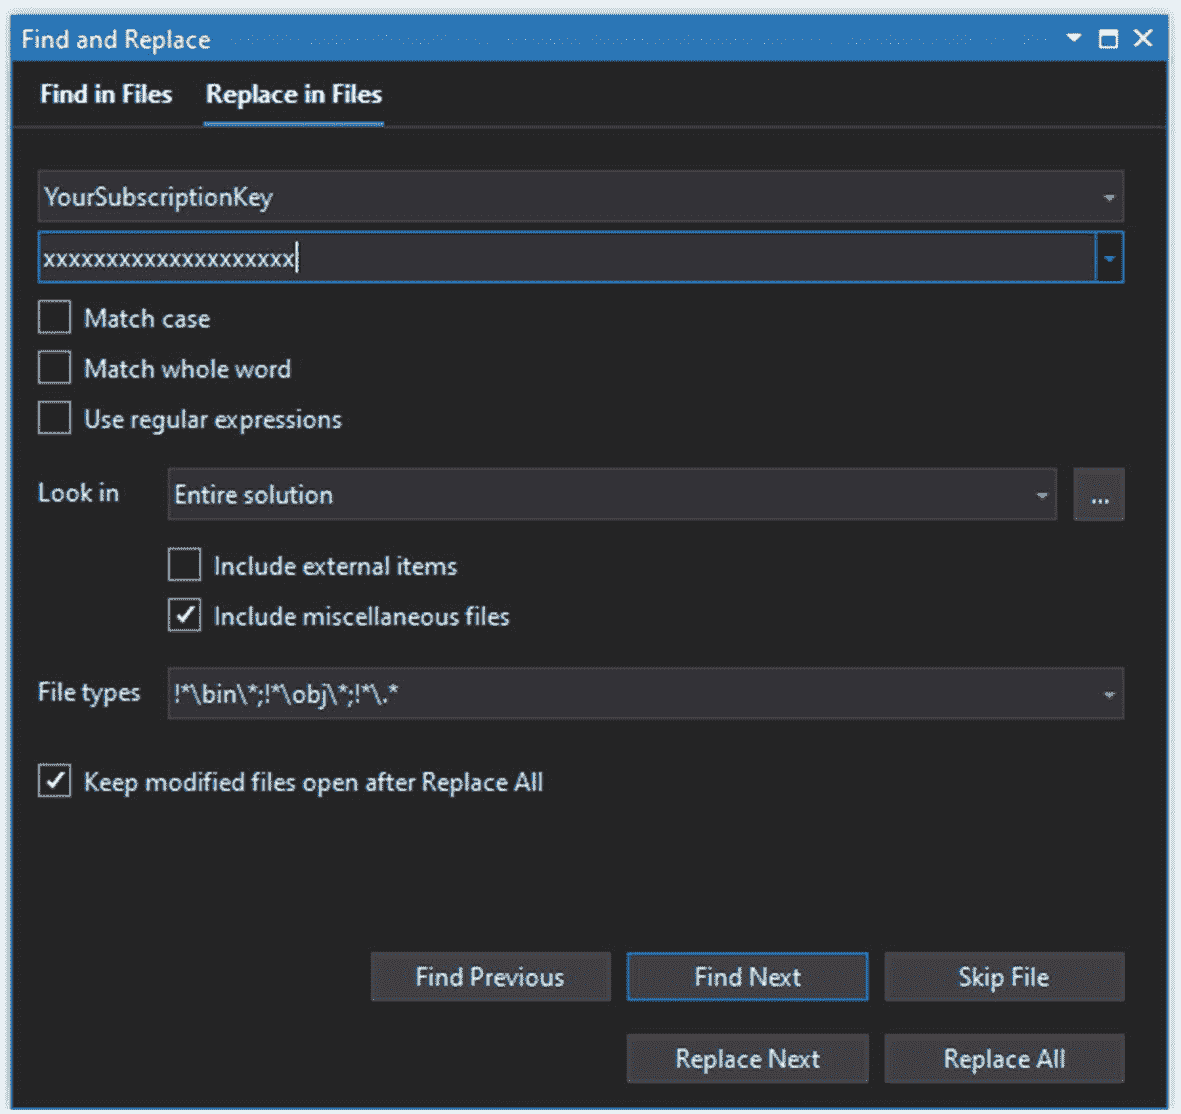 Find and Replace
Find in Files Replace in Files
YourSubscriptionKey
xxxxxxxxxxxxxxxxxxxx
Match case
Match whole word
Use regular expressions
Look in Entire solution ...
Include external items
Include miscellaneous files
File types !*\bin\*;!*\obj\*;!*\.*
Keep modified files open after Replace All
Find Previous Find Next Skip File
Replace Next Replace All